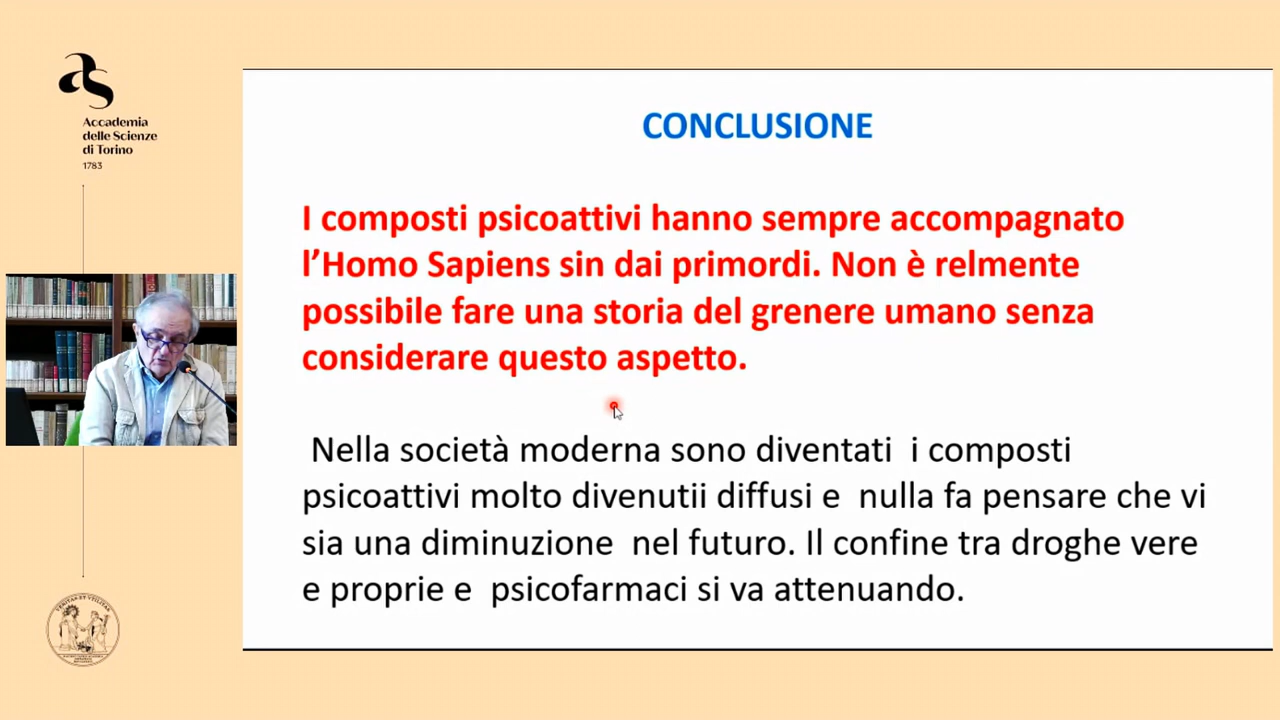 Accademia
delle Scienze
di Torino
1783
CONCLUSIONE
I composti psicoattivi hanno sempre accompagnato
l’Homo Sapiens sin dai primordi. Non è relmente
possibile fare una storia del grenere umano senza
considerare questo aspetto.
Nella società moderna sono diventati i composti
psicoattivi molto divenutii diffusi e nulla fa pensare che vi
sia una diminuzione nel futuro. Il confine tra droghe vere
e proprie e psicofarmaci si va attenuando.
VERITAS ET UTILITAS